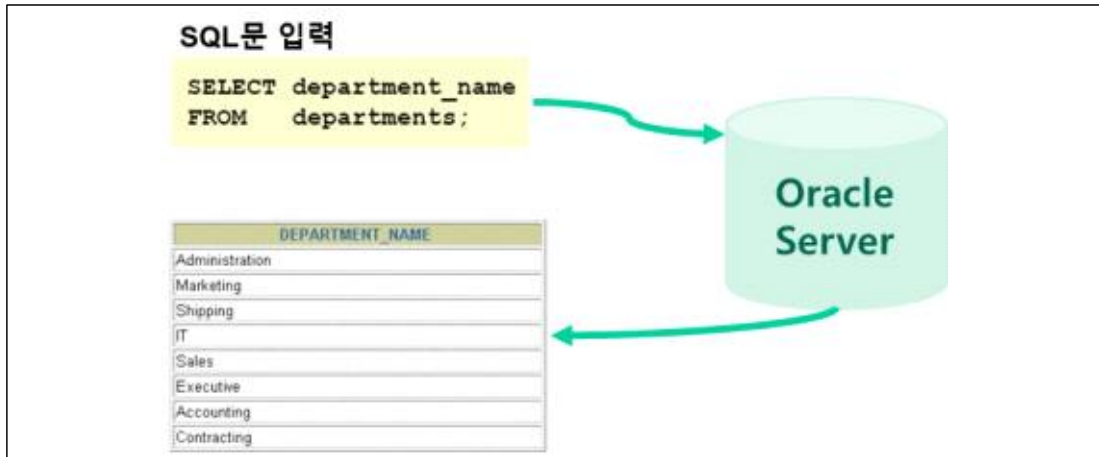 SQL문 입력
SELECT department_name
FROM departments;
Oracle
Server
DEPARTMENT_NAME
Administration
Marketing
Shipping
IT
Sales
Executive
Accounting
Contracting